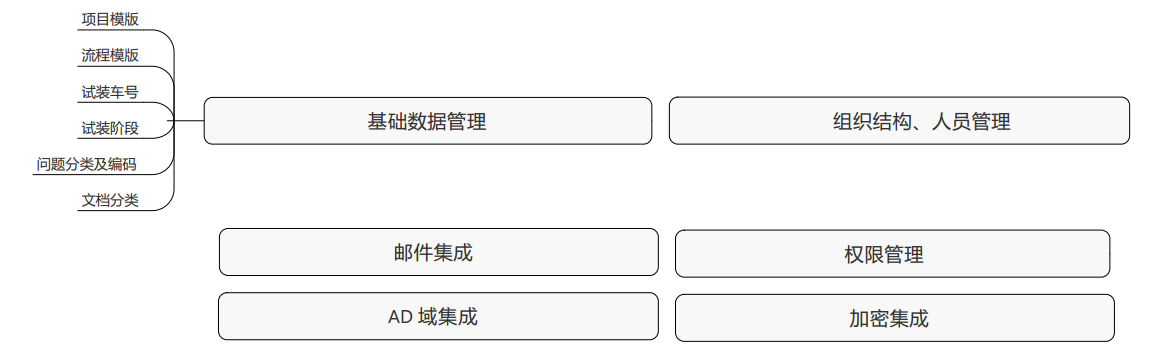 项目模版
流程模版
试装车号
试装阶段
问题分类及编码
文档分类
基础数据管理
组织结构、人员管理
邮件集成
权限管理
AD 域集成
加密集成